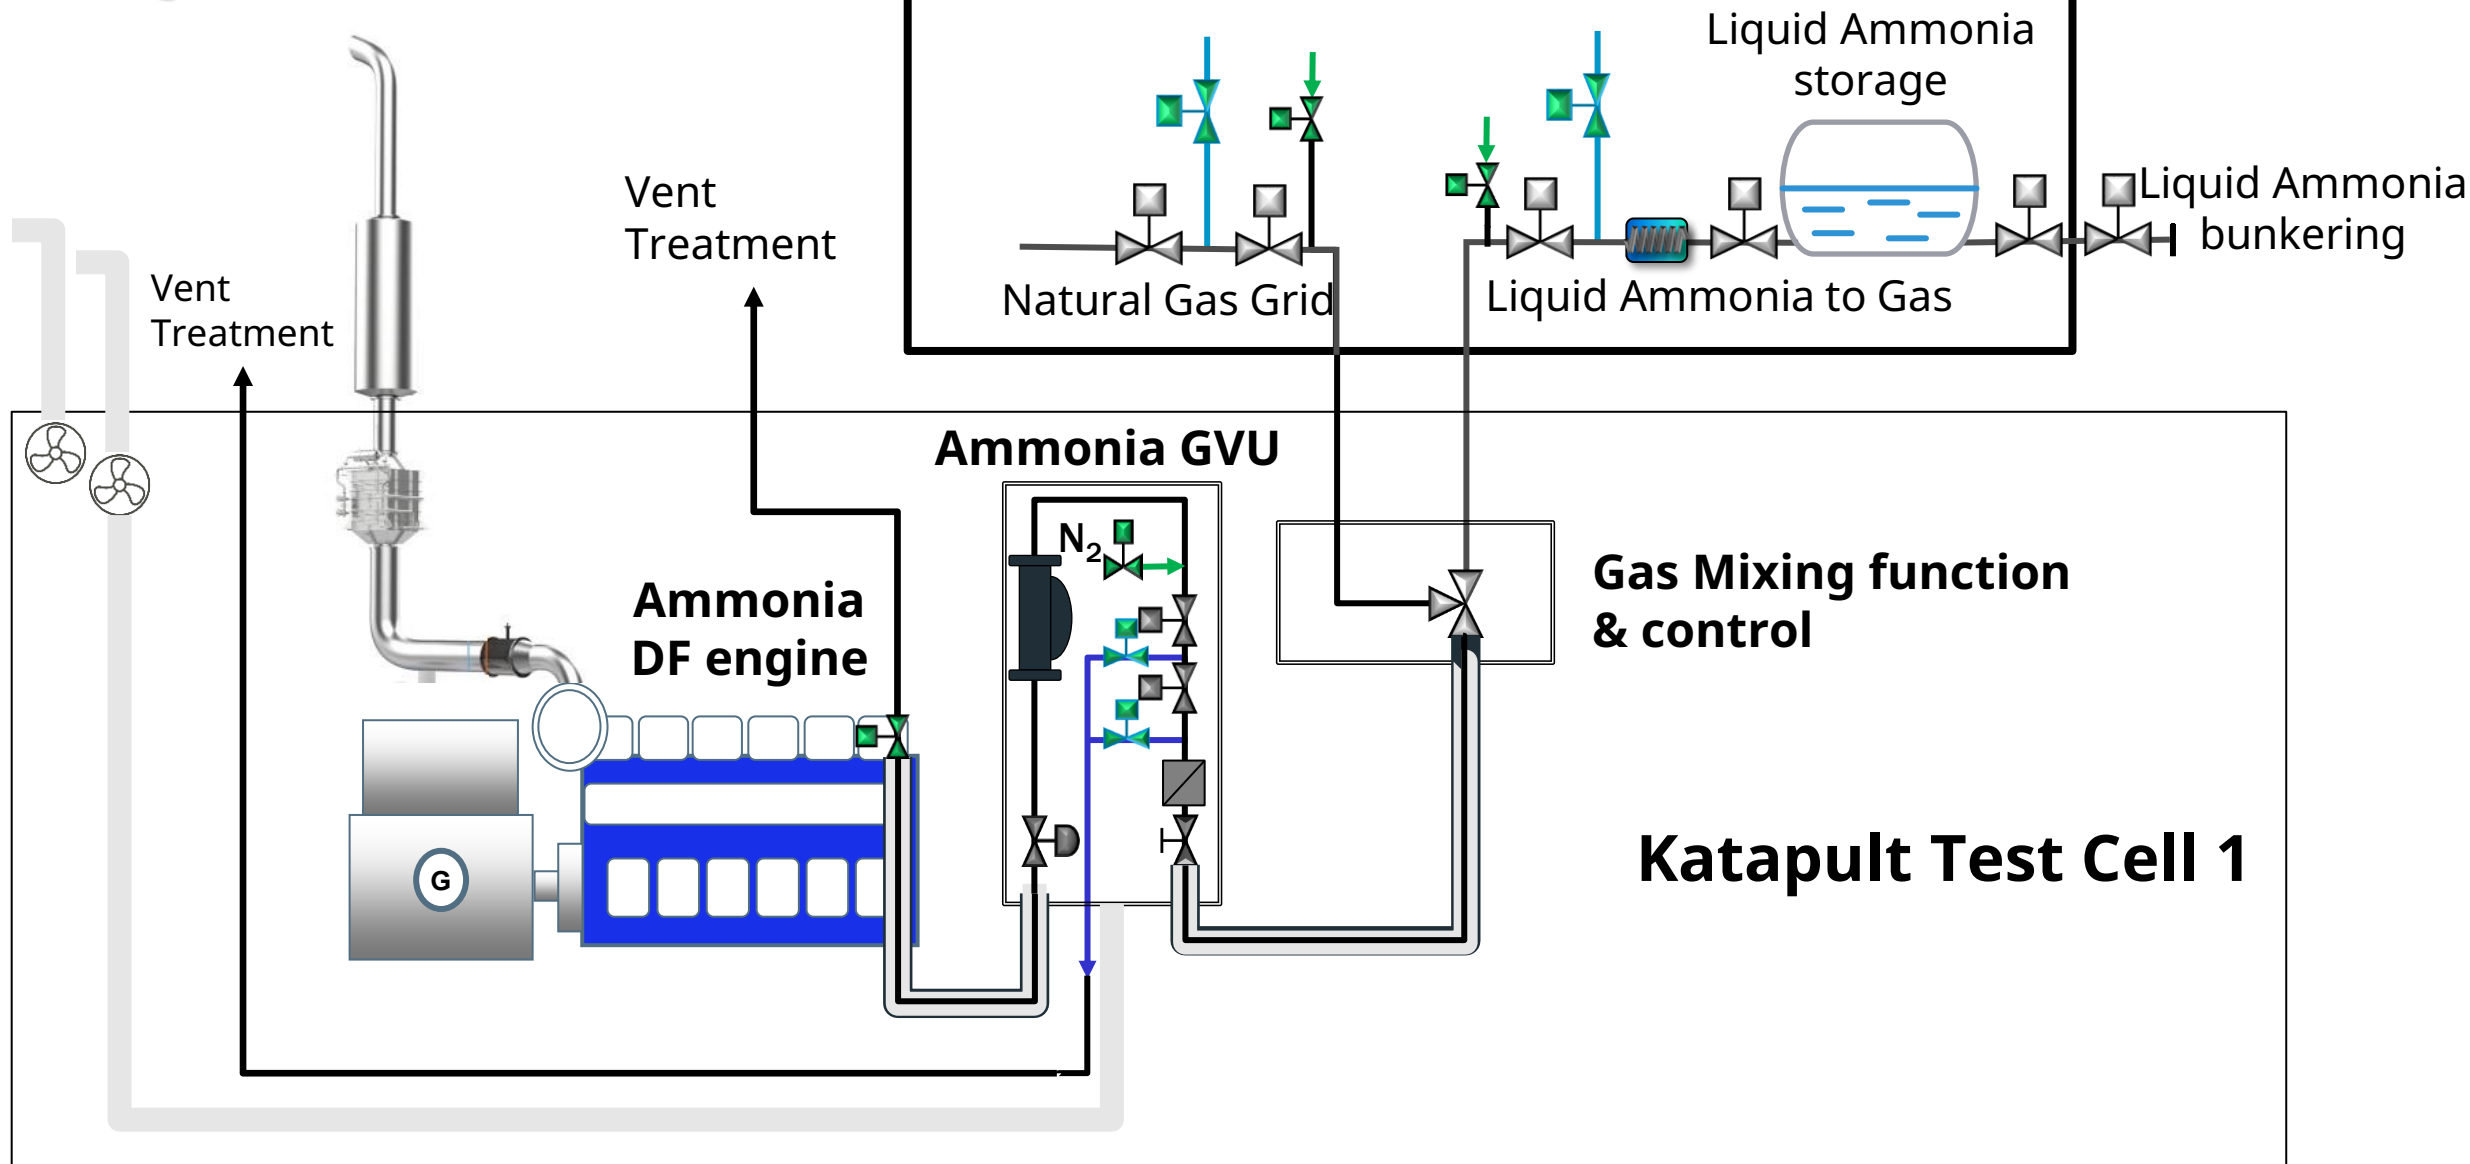 Liquid Ammonia
storage
Vent
Treatment
Liquid Ammonia
bunkering
Vent
Treatment
Natural Gas Grid
Liquid Ammonia to Gas
Ammonia GVU
N₂
Gas Mixing function
& control
Ammonia
DF engine
Katapult Test Cell 1
G